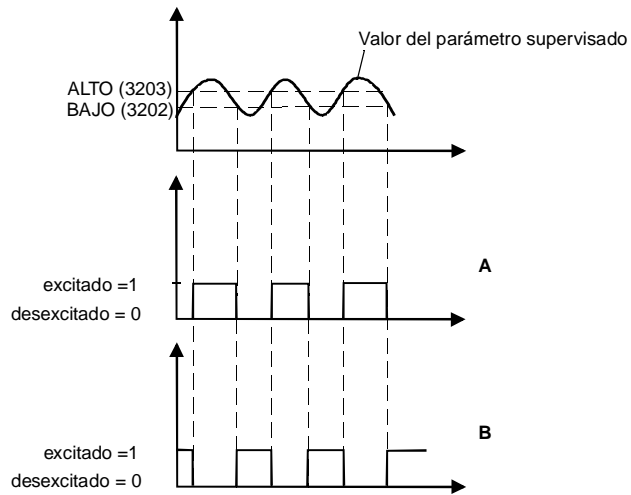 Valor del parámetro supervisado
ALTO (3203)
BAJO (3202)
A
excitado =1
desexcitado = 0
B
excitado =1
desexcitado = 0